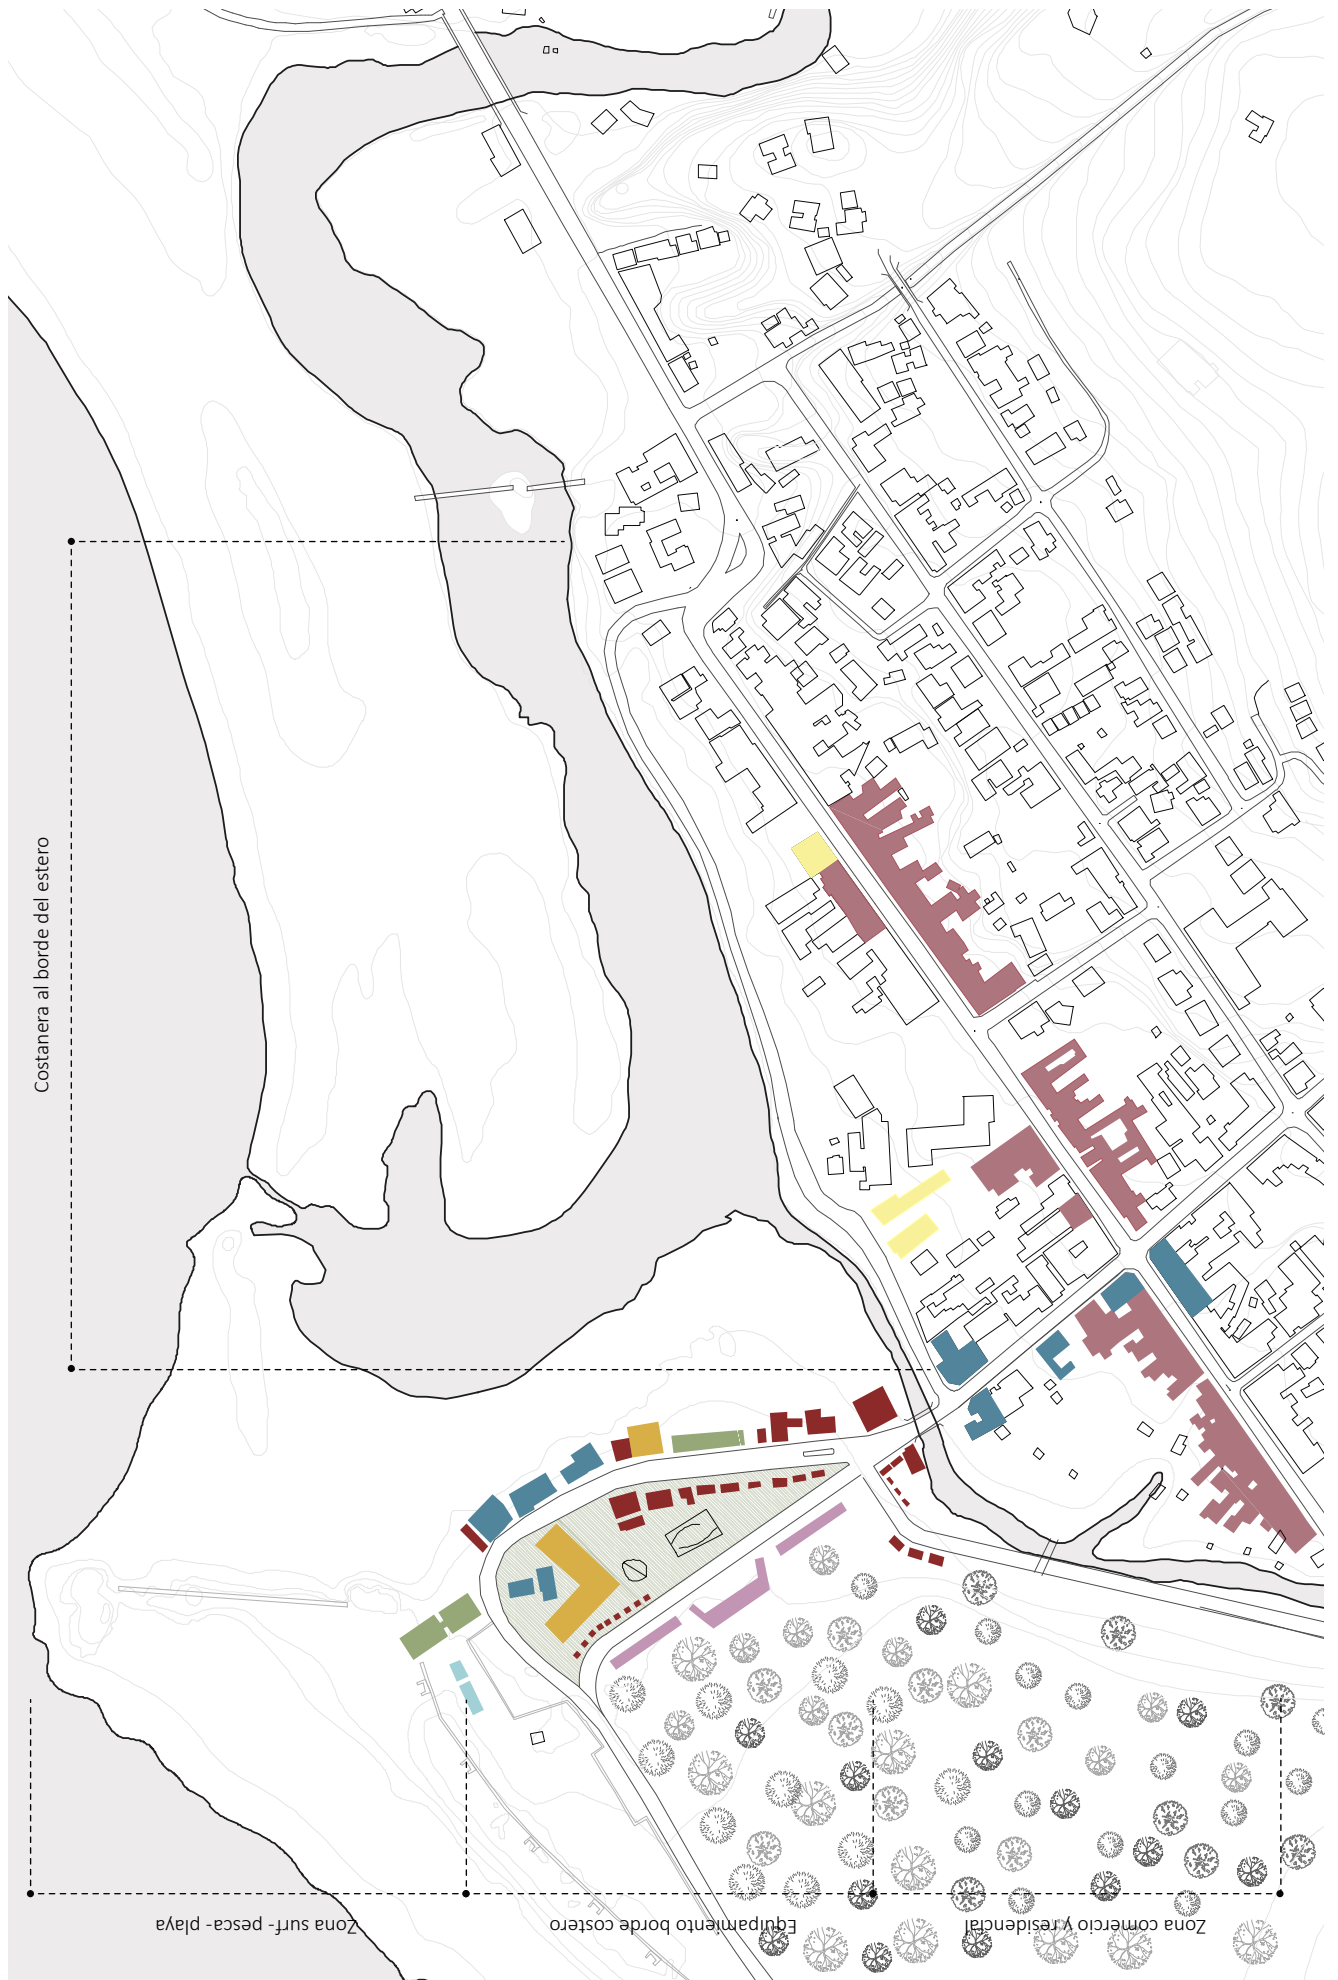 Costanera al borde del estero
Zona surf- pesca- playa
Equipamiento borde costero
Zona comercio y residencial